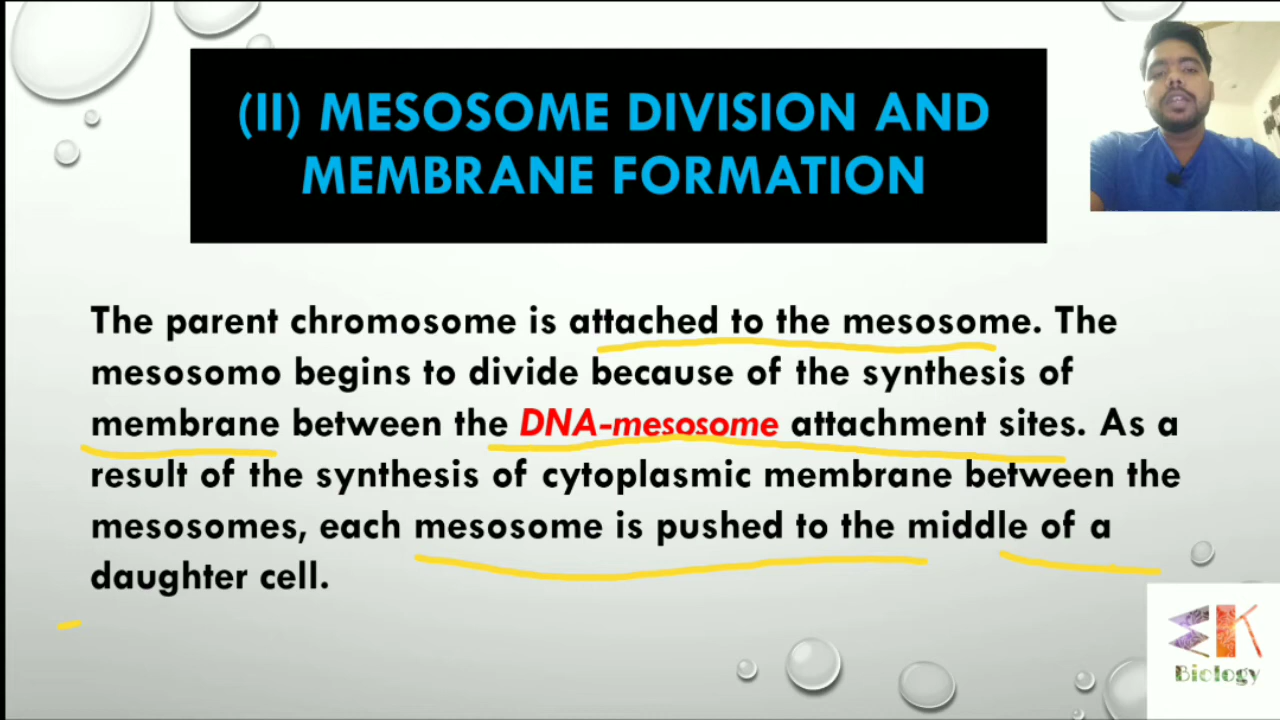 (II) MESOSOME DIVISION AND
MEMBRANE FORMATION
The parent chromosome is attached to the mesosome. The
mesosomo begins to divide because of the synthesis of
membrane between the DNA-mesosome attachment sites. As a
result of the synthesis of cytoplasmic membrane between the
mesosomes, each mesosome is pushed to the middle of a
daughter cell.
EK
Biology